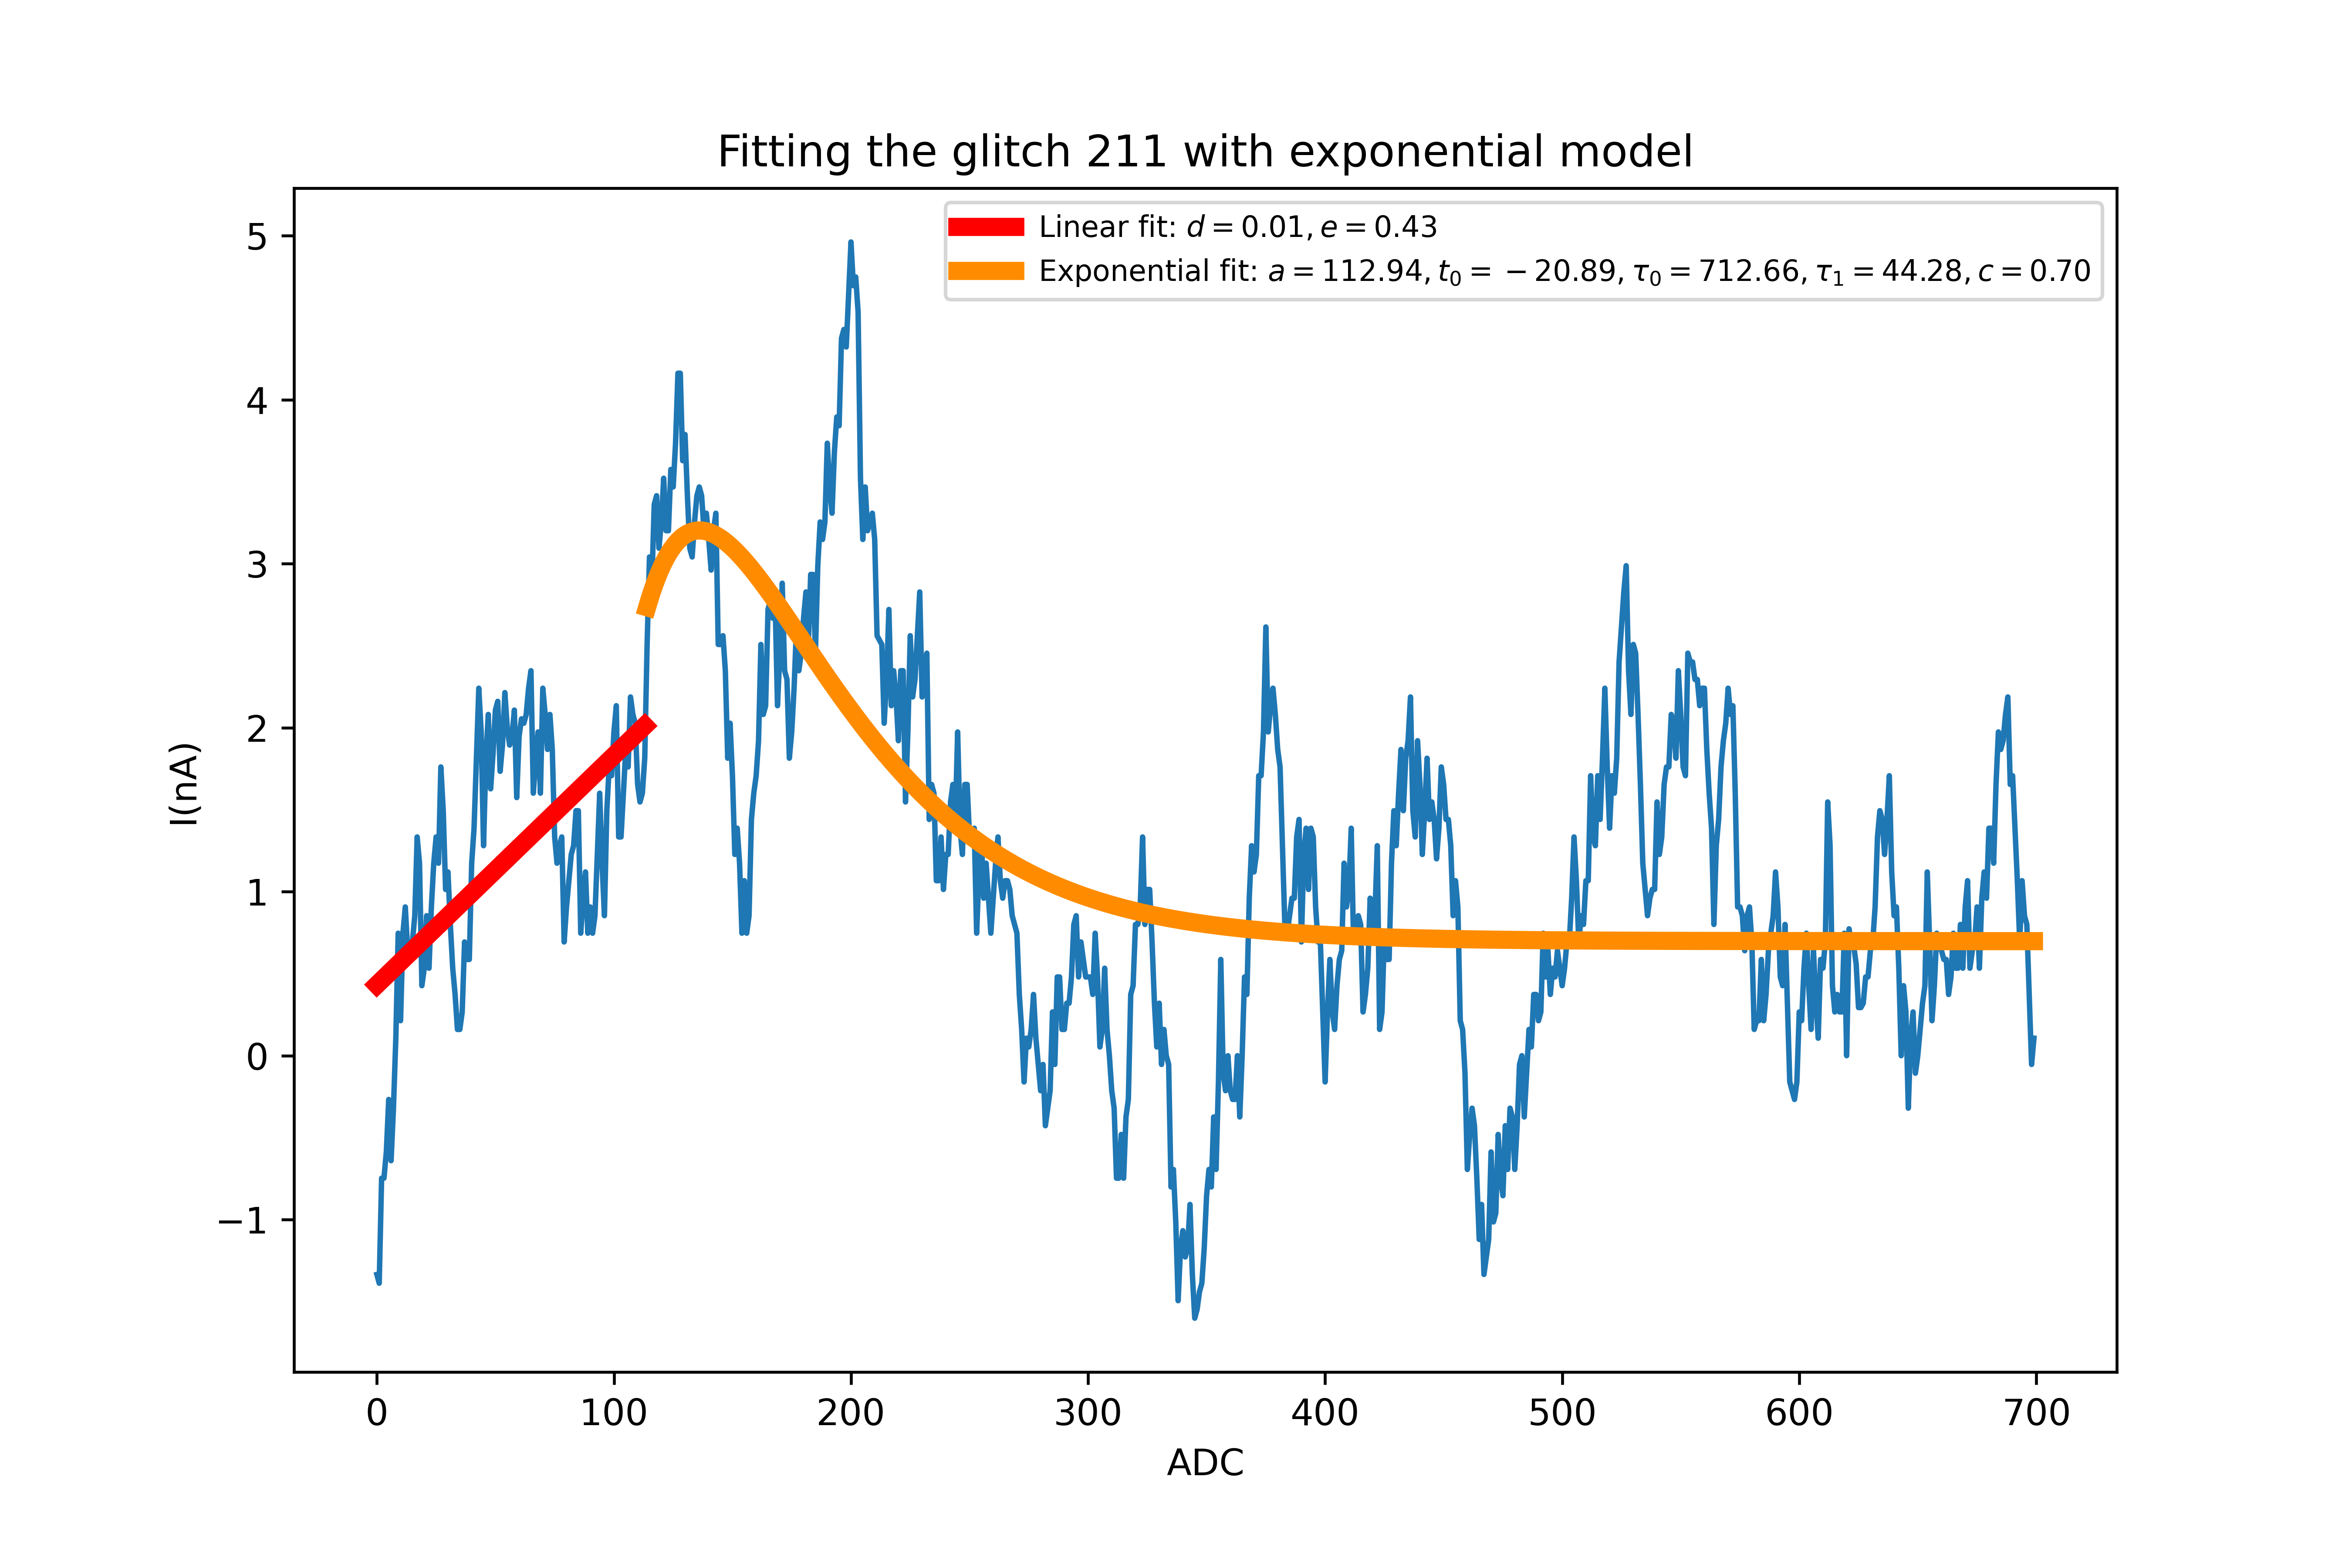 Fitting the glitch 211 with exponential model
Linear fit: d = 0.01, e = 0.43
Exponential fit: a = 112.94, t₀ = −20.89, τ₀ = 712.66, τ₁ = 44.28, c = 0.70
5
4
3
2
1
0
−1
I(nA)
0 100 200 300 400 500 600 700
ADC